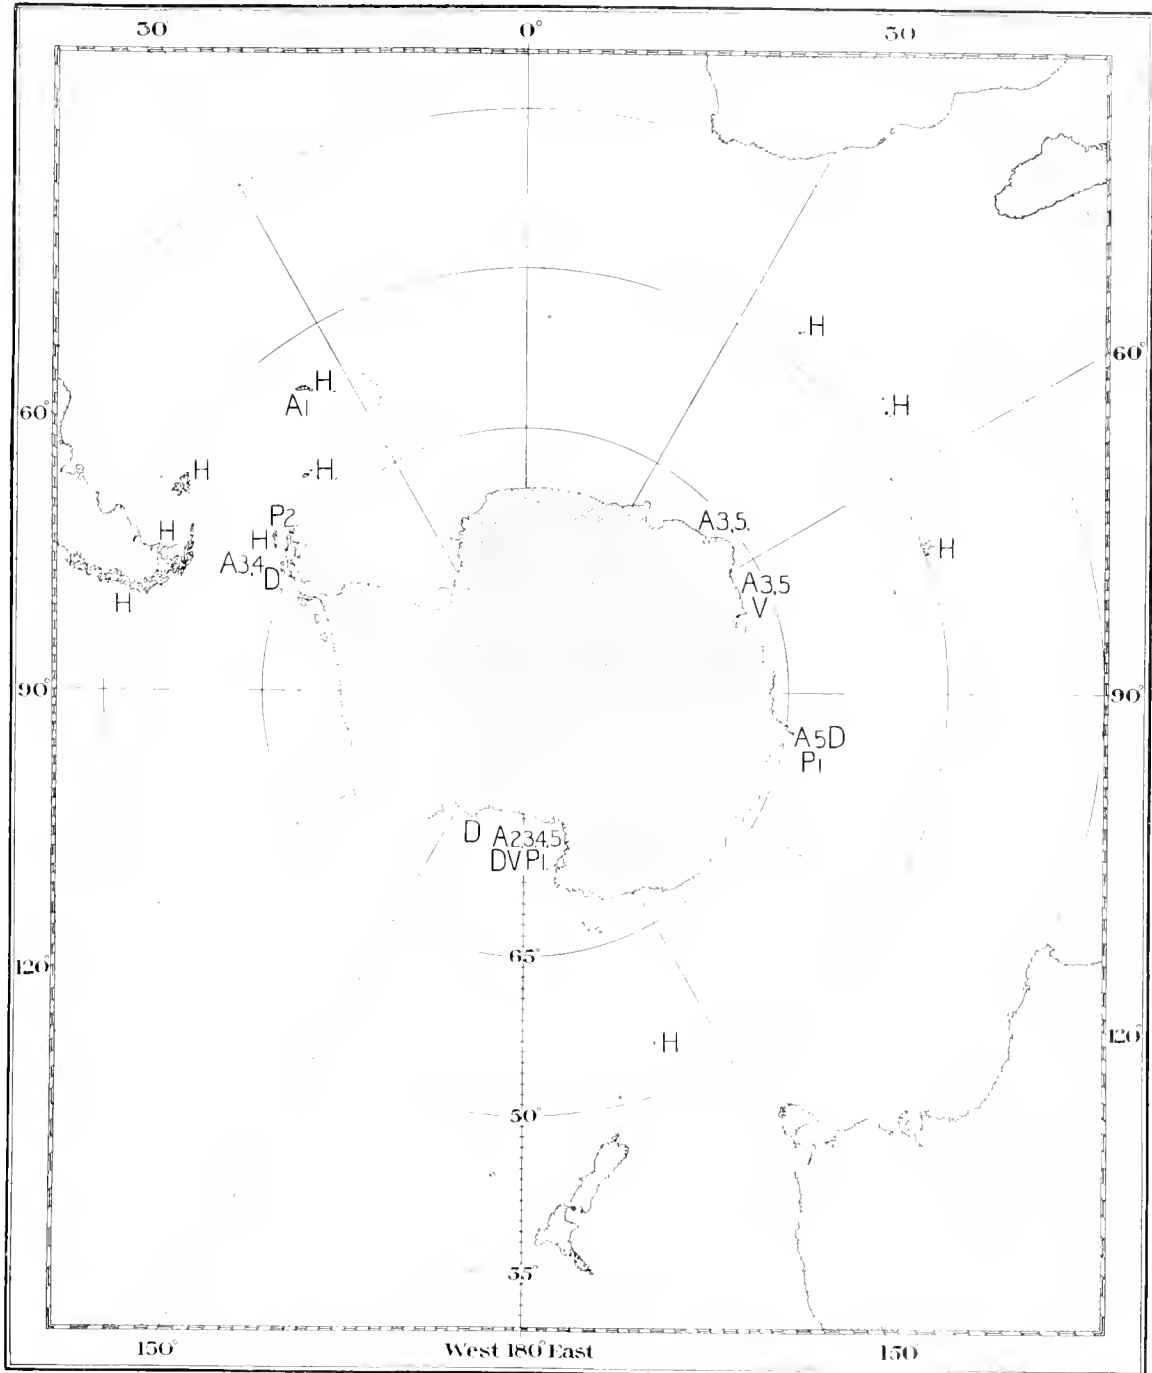 30° 0° 30°
H
60°
H.
H
A1
60°
H
H.
P2
A3,5.
H
H
H
A3,4
D
A3,5
V
H
90°
90°
A5D
P1
D
A2,3,4,5
DVP1.
65°
120°
H
120°
50°
35°
150° West 180° East 150°